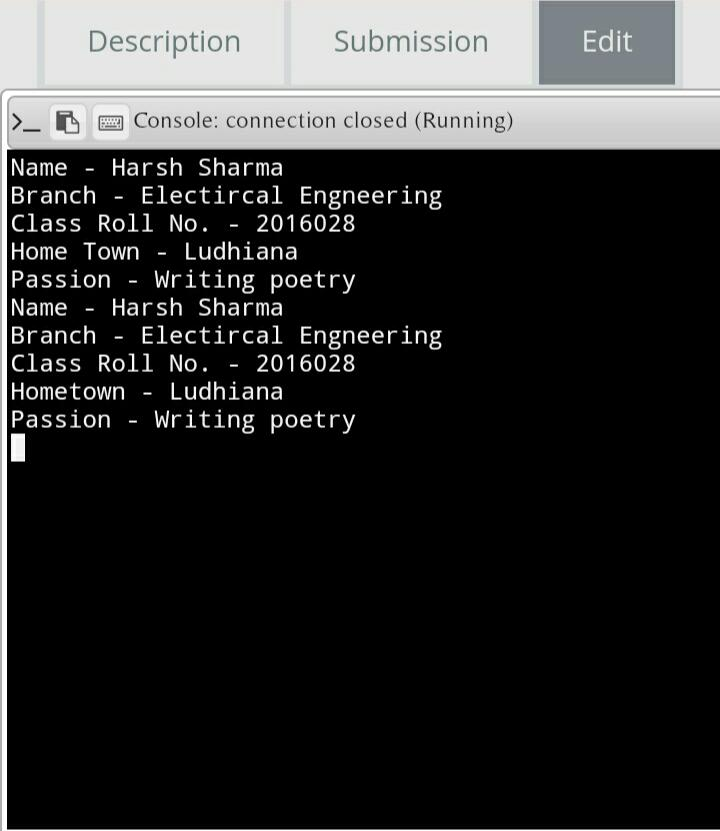 Description Submission Edit
>_ Console: connection closed (Running)
Name - Harsh Sharma
Branch - Electircal Engneering
Class Roll No. - 2016028
Home Town - Ludhiana
Passion - Writing poetry
Name - Harsh Sharma
Branch - Electircal Engneering
Class Roll No. - 2016028
Hometown - Ludhiana
Passion - Writing poetry